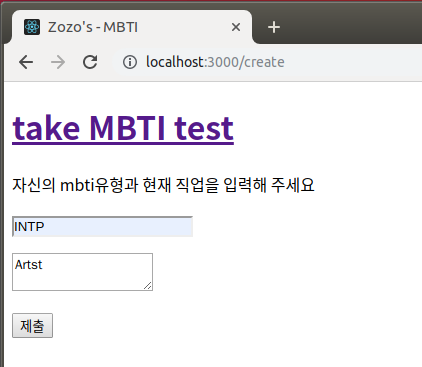 Zozo's - MBTI
localhost:3000/create
take MBTI test
자신의 mbti유형과 현재 직업을 입력해 주세요
INTP
Artst
제출